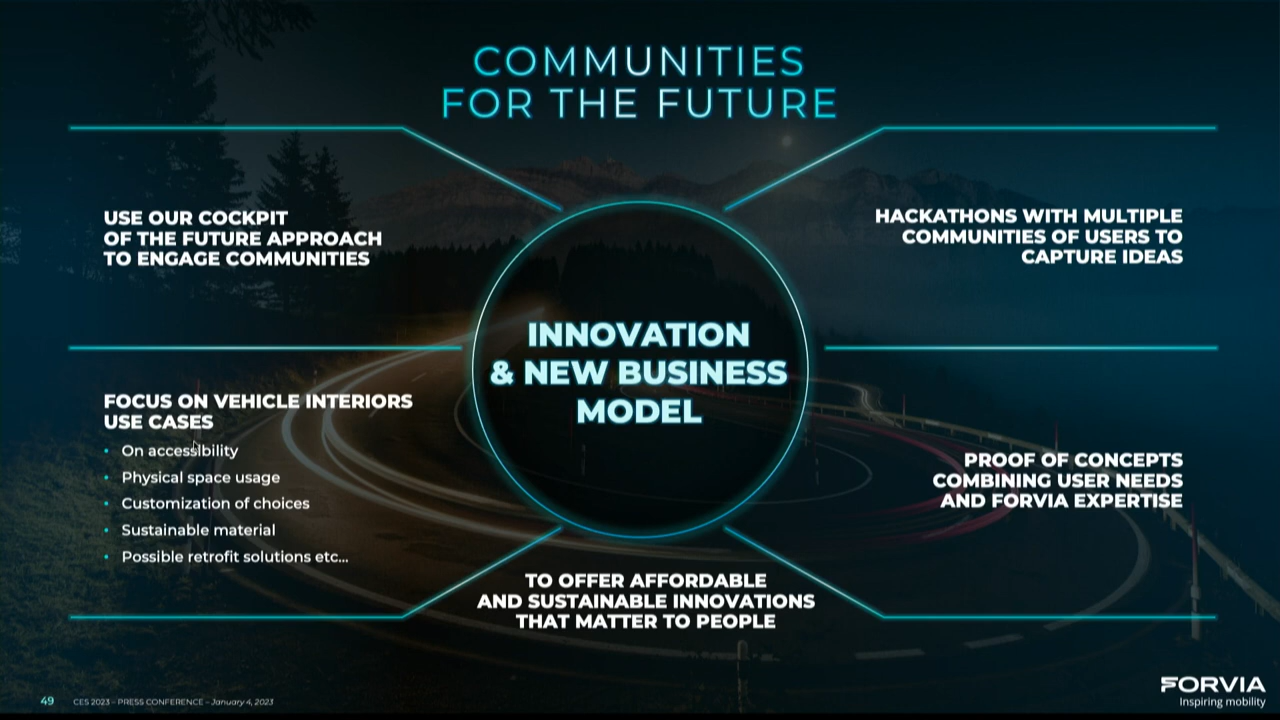 COMMUNITIES
FOR THE FUTURE
USE OUR COCKPIT
OF THE FUTURE APPROACH
TO ENGAGE COMMUNITIES
HACKATHONS WITH MULTIPLE
COMMUNITIES OF USERS TO
CAPTURE IDEAS
INNOVATION
& NEW BUSINESS
MODEL
FOCUS ON VEHICLE INTERIORS
USE CASES
• On accessibility
• Physical space usage
• Customization of choices
• Sustainable material
• Possible retrofit solutions etc...
PROOF OF CONCEPTS
COMBINING USER NEEDS
AND FORVIA EXPERTISE
TO OFFER AFFORDABLE
AND SUSTAINABLE INNOVATIONS
THAT MATTER TO PEOPLE
49 CES 2023 – PRESS CONFERENCE – January 4, 2023
FORVIA
Inspiring mobility